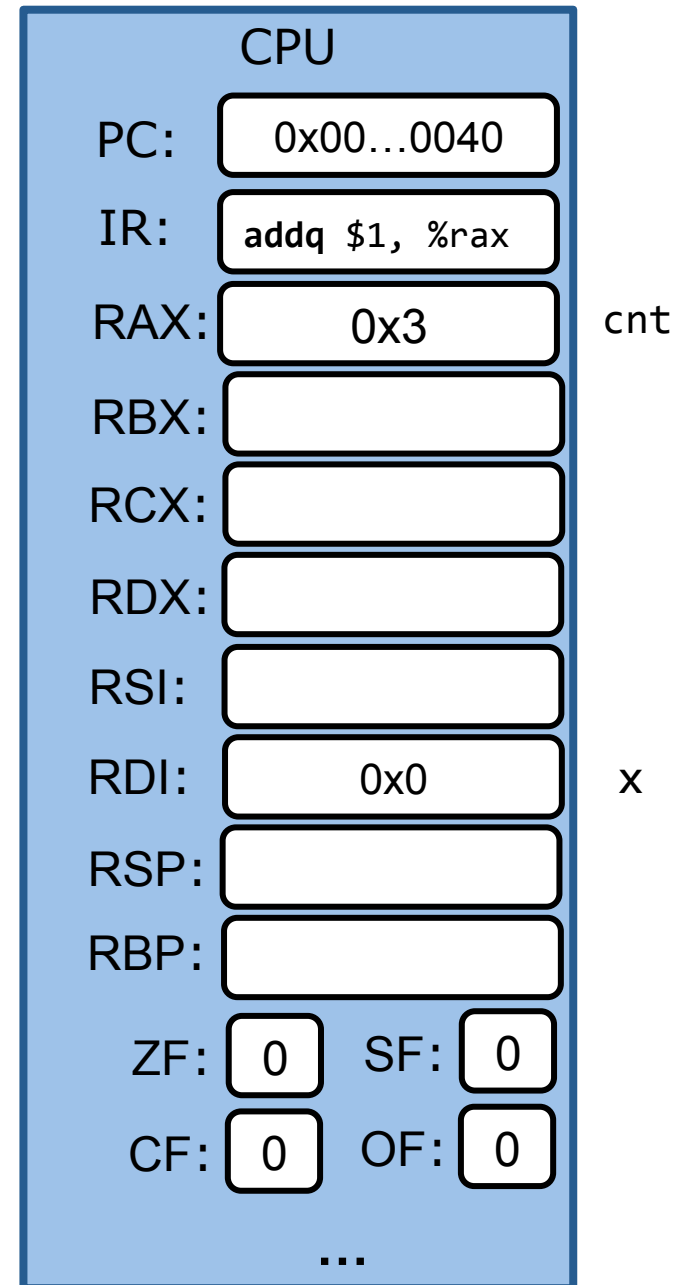 CPU
PC: 0x00...0040
IR: addq $1, %rax
RAX: 0x3 cnt
RBX:
RCX:
RDX:
RSI:
RDI: 0x0 x
RSP:
RBP:
ZF: 0 SF: 0
CF: 0 OF: 0
...